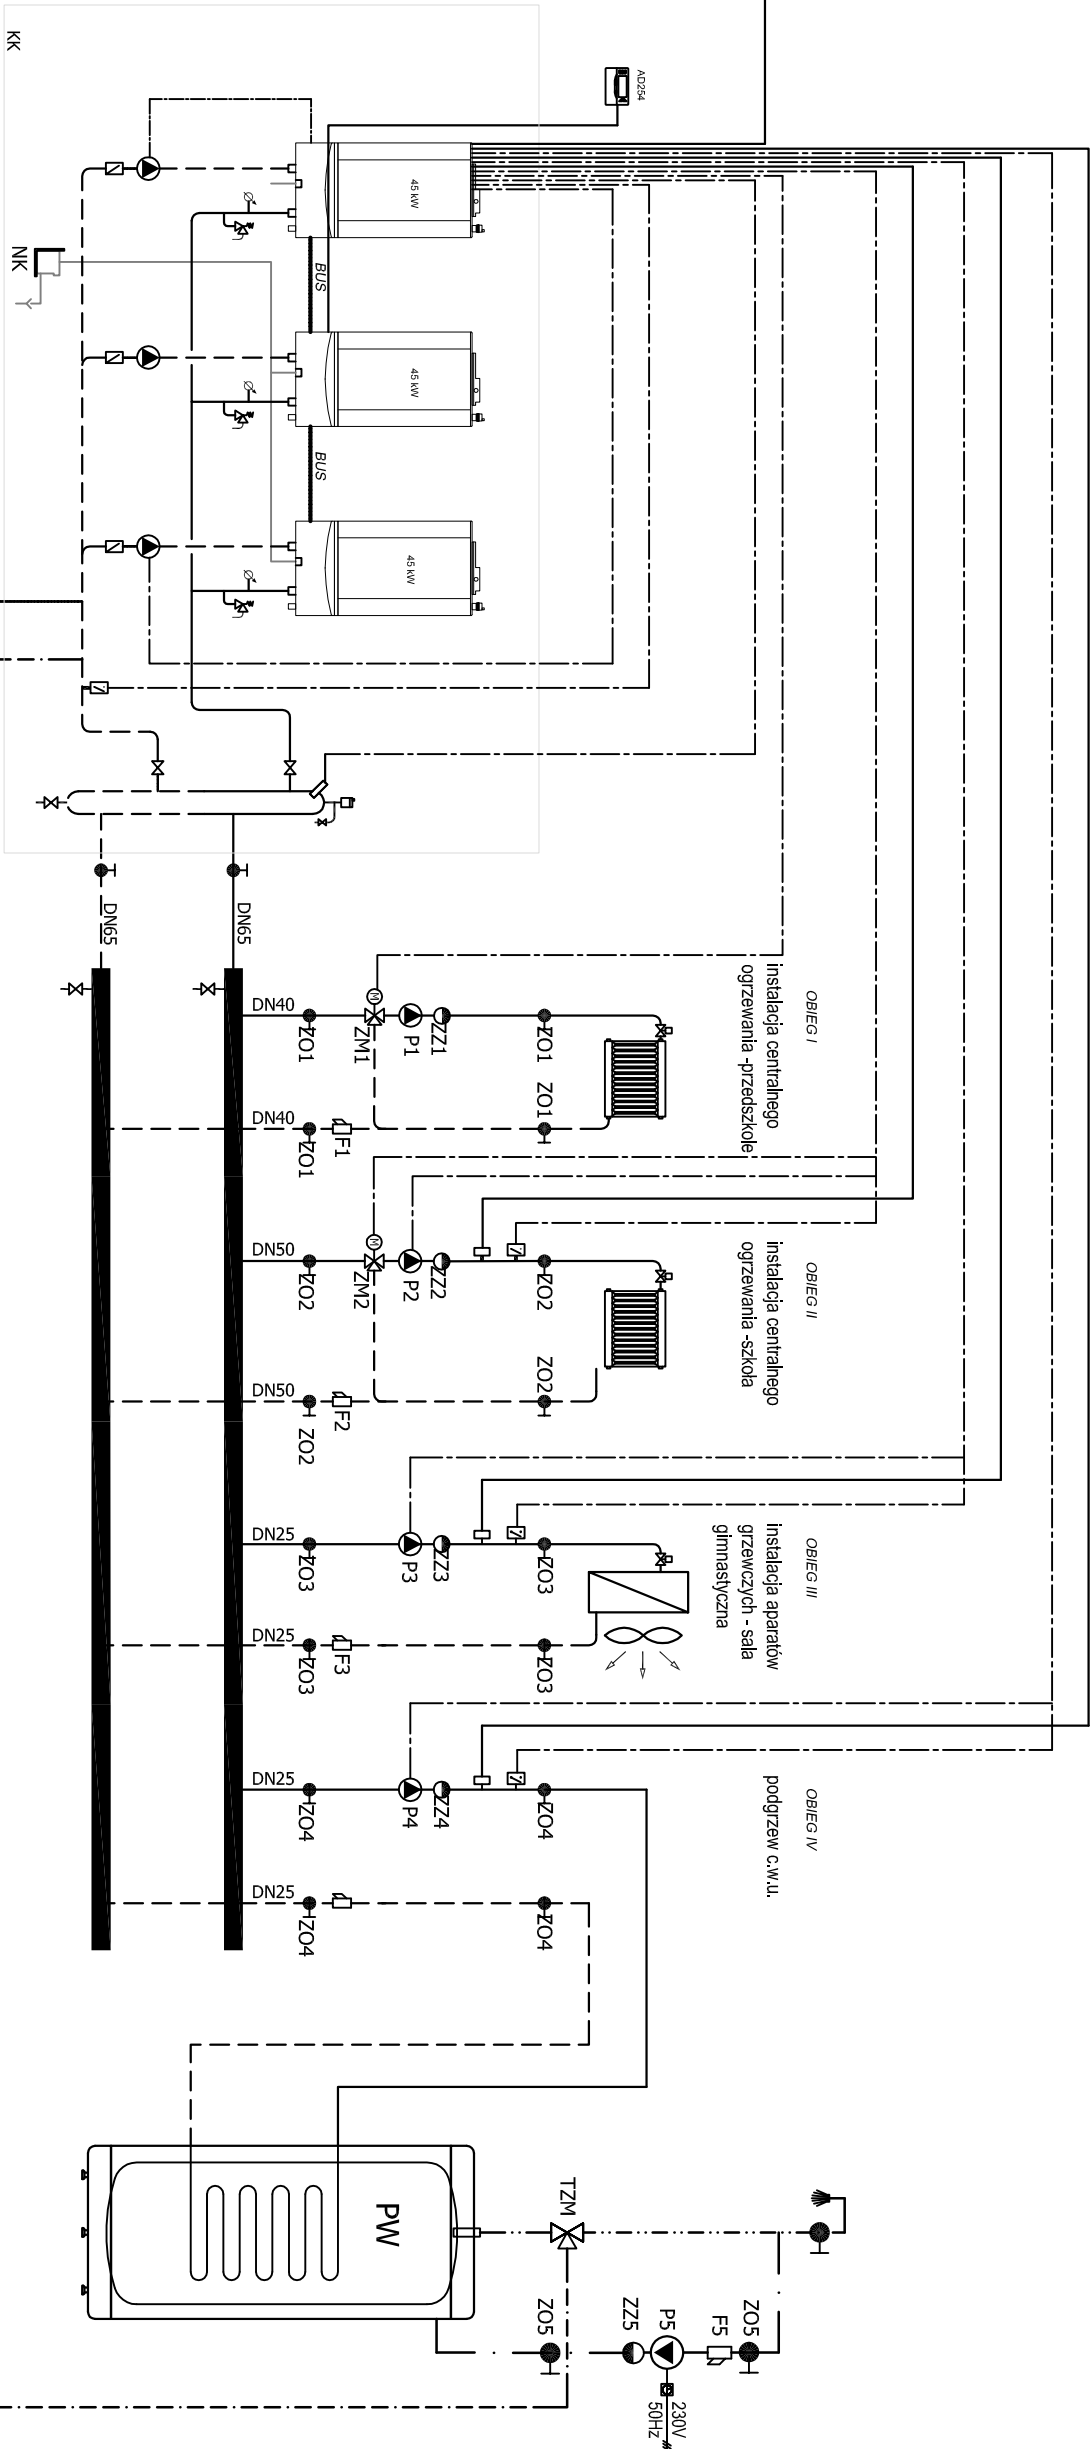 KK
AD254
45 kW
BUS
45 kW
BUS
45 kW
NK
DN65
DN65
OBIEG I
instalacja centralnego
ogrzewania -przedszkole
DN40
ZO1
ZM1
P1
ZZ1
ZO1
DN40
ZO1
F1
ZO1
M
OBIEG II
instalacja centralnego
ogrzewania -szkoła
DN50
ZO2
ZM2
P2
ZZ2
ZO2
DN50
ZO2
F2
ZO2
M
OBIEG III
instalacja aparatów
grzewczych - sala
gimnastyczna
DN25
ZO3
P3
ZZ3
ZO3
DN25
ZO3
F3
ZO3
OBIEG IV
podgrzew c.w.u.
DN25
ZO4
P4
ZZ4
ZO4
DN25
ZO4
ZO4
PW
TZM
ZO5
ZZ5
P5
F5
ZO5
230V
50Hz